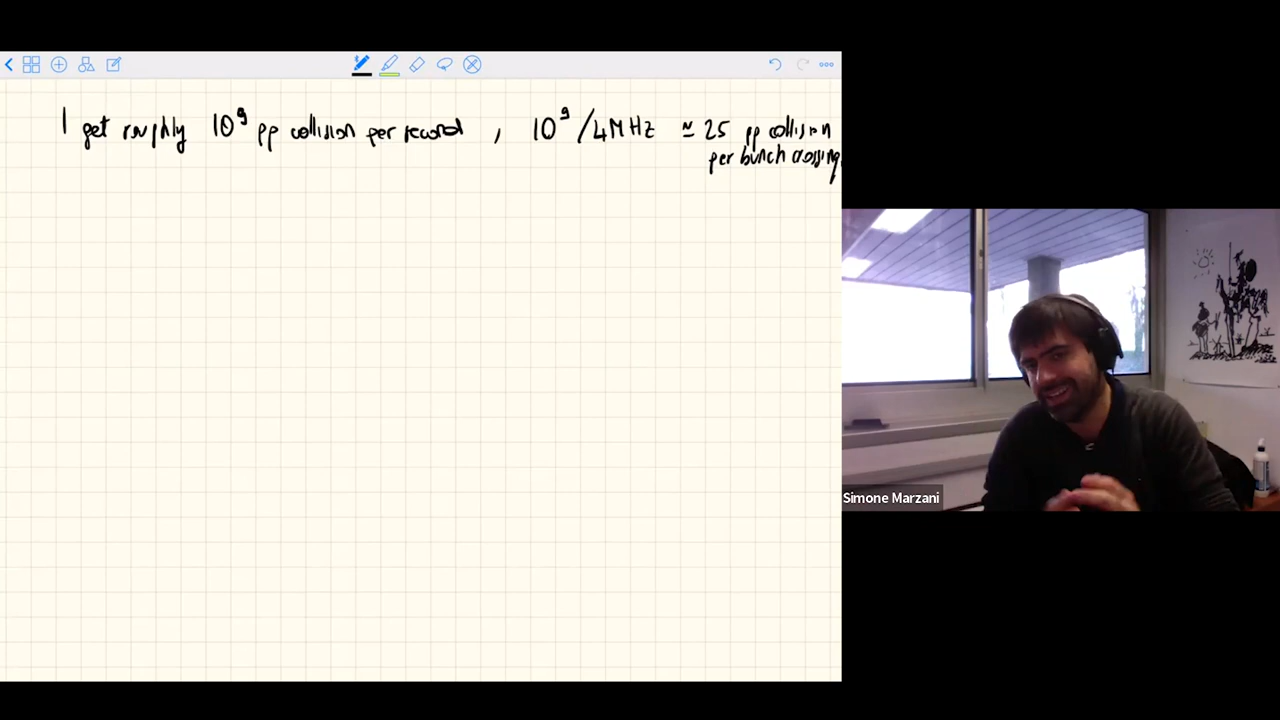 I get roughly 10⁹ pp collision per second , 10⁹ /4MHz ≃ 25 pp collision
per bunch crossing.
Simone Marzani